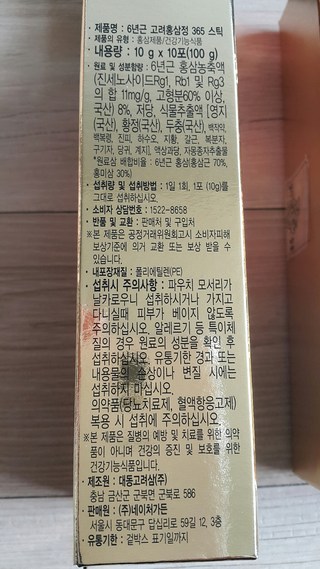 · 제품명 : 6년근 고려홍삼정 365 스틱
· 제품의 유형 : 홍삼제품/건강기능식품
· 내용량 : 10 g x 10포(100 g)
· 원료 및 성분함량 : 6년근 홍삼농축액
(진세노사이드Rg1, Rb1 및 Rg3
의 합 11mg/g, 고형분60% 이상,
국산) 8%, 정제수, 식물추출액 [영지
(국산), 황정(국산), 두충(국산), 백작약,
백복령, 진피, 하수오, 지황, 갈근, 복분자,
구기자, 당귀, 계지], 액상과당, 자몽종자추출물
*원료삼 배합비율 : 6년근 홍삼(홍삼근 70%,
홍미삼 30%)
· 섭취량 및 섭취방법 : 1일 1회, 1포 (10g)를
그대로 섭취하십시오.
· 소비자 상담번호 : 1522-8658
· 반품 및 교환 : 판매처 및 구입처
※본 제품은 공정거래위원회고시 소비자피해
보상기준에 의거 교환 또는 보상 받을 수
있습니다.
· 내포장재질 : 폴리에틸렌(PE)
· 섭취시 주의사항 : 파우치 모서리가
날카로우니 섭취하시거나 가지고
다니실때 피부가 베이지 않도록
주의하십시오. 알레르기 등 특이체
질의 경우 원료의 성분을 확인 후
섭취하십시오. 유통기한 경과 또는
내용물의 손상이나 변질 시에는
섭취하지 마십시오.
의약품(당뇨치료제, 혈액항응고제)
복용 시 섭취에 주의하십시오.
※본 제품은 질병의 예방 및 치료를 위한 의약
품이 아니며 건강의 증진 및 보호를 위한
건강기능식품입니다.
· 제조원 : 대동고려삼(주)
충남 금산군 군북면 군북로 586
· 판매원 : (주)네이처가든
서울시 동대문구 답십리로 59길 12, 3층
· 유통기한 : 겉박스 표기일까지